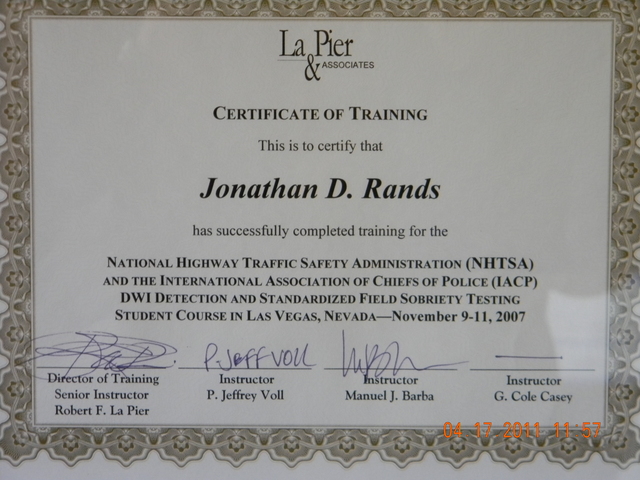 La Pier
& ASSOCIATES
CERTIFICATE OF TRAINING
This is to certify that
Jonathan D. Rands
has successfully completed training for the
NATIONAL HIGHWAY TRAFFIC SAFETY ADMINISTRATION (NHTSA)
AND THE INTERNATIONAL ASSOCIATION OF CHIEFS OF POLICE (IACP)
DWI DETECTION AND STANDARDIZED FIELD SOBRIETY TESTING
STUDENT COURSE IN LAS VEGAS, NEVADA—November 9-11, 2007
P. JEFF VOLL
Director of Training Instructor Instructor Instructor
Senior Instructor P. Jeffrey Voll Manuel J. Barba G. Cole Casey
Robert F. La Pier
04 17 2011 11:57